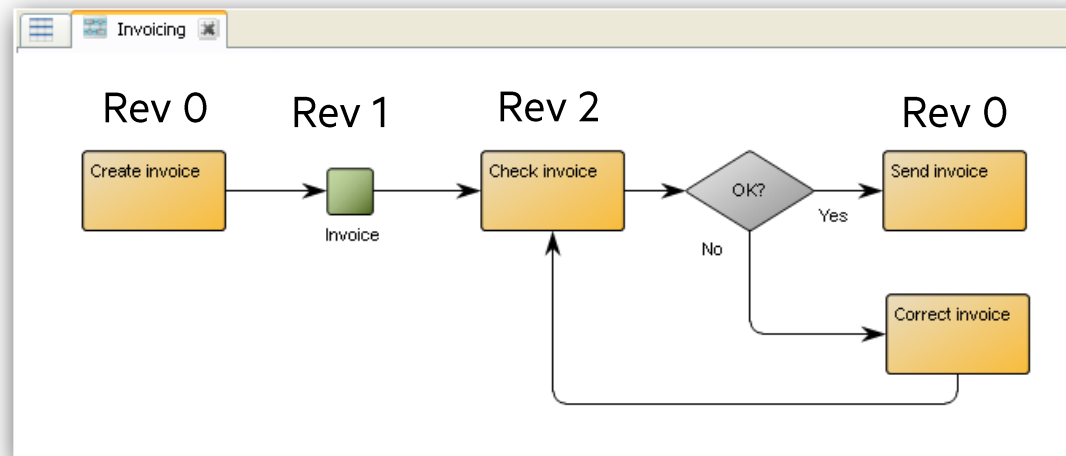 Invoicing
Rev 0
Rev 1
Rev 2
Rev 0
Create invoice
Invoice
Check invoice
OK?
Yes
No
Send invoice
Correct invoice